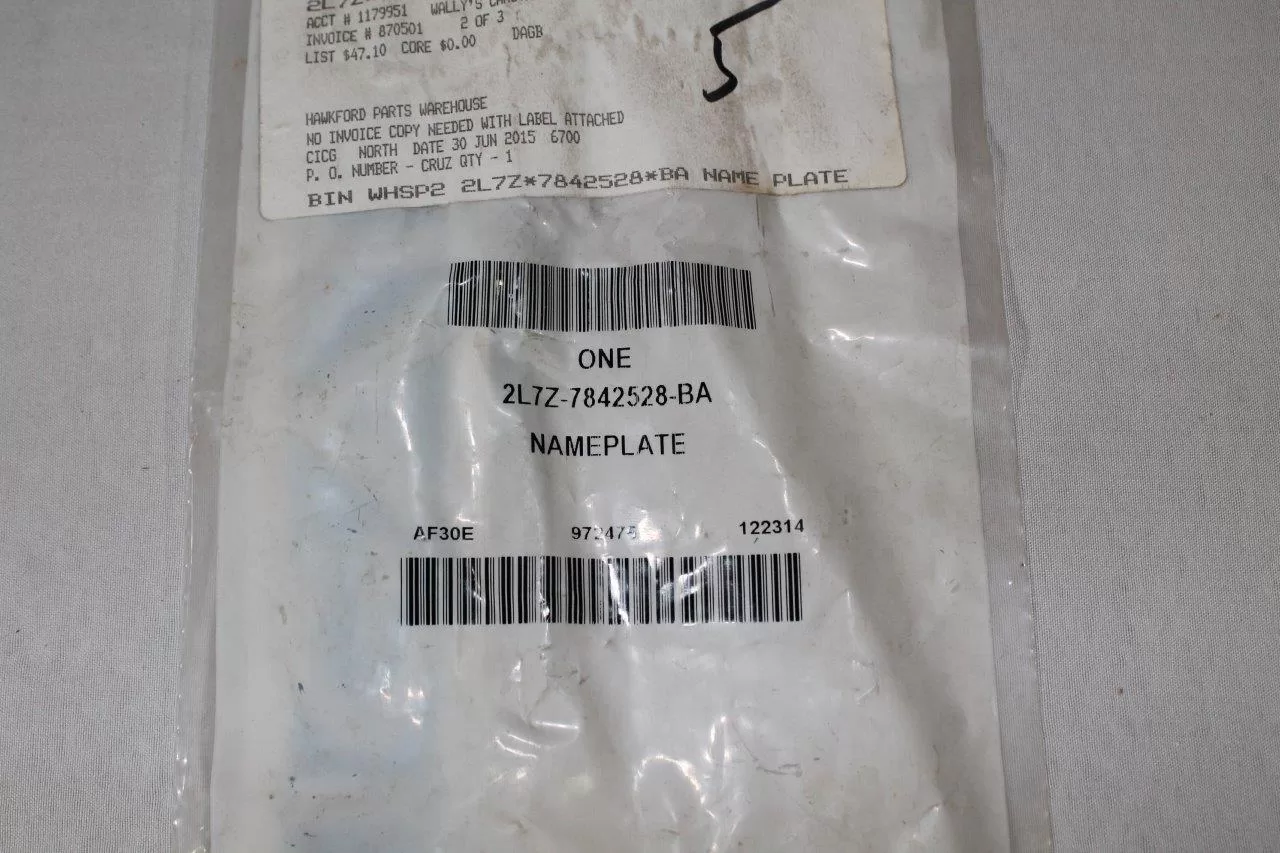 ACCT # 1179951 WALLY'S
INVOICE # 870501 2 OF 3
LIST $47.10 CORE $0.00 DAGB
5
HAWKFORD PARTS WAREHOUSE
NO INVOICE COPY NEEDED WITH LABEL ATTACHED
CICG NORTH DATE 30 JUN 2015 6700
P. O. NUMBER - CRUZ QTY - 1
BIN WHSP2 2L7Z*7842528*BA NAME PLATE
ONE
2L7Z-7842528-BA
NAMEPLATE
AF30E 972475 122314